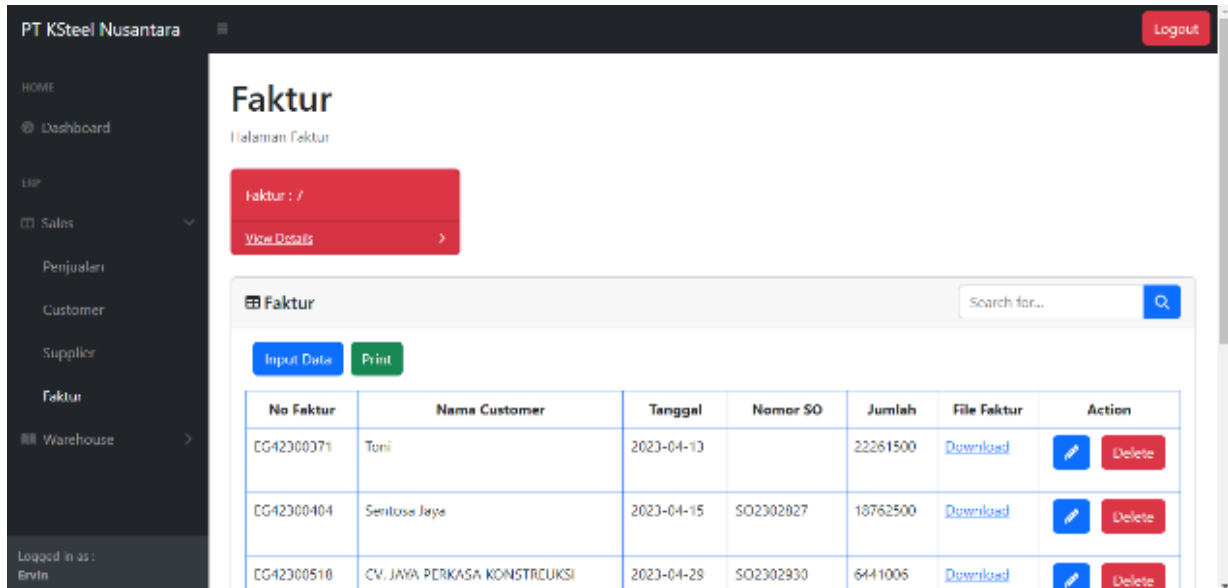 PT KSteel Nusantara
Logout
HOME
Dashboard
ERP
Sales
Penjualan
Customer
Supplier
Faktur
Warehouse
Logged in as :
Ervin
Faktur
Halaman Faktur
Faktur : 7
View Details
Faktur
Search for...
Input Data Print
No Faktur Nama Customer Tanggal Nomor SO Jumlah File Faktur Action
EG42300371 Toni 2023-04-13 22261500 Download Delete
EG42300404 Sentosa Jaya 2023-04-15 SO2302827 18762500 Download Delete
EG42300518 CV. JAYA PERKASA KONSTREUKSI 2023-04-29 SO2302930 6441006 Download Delete